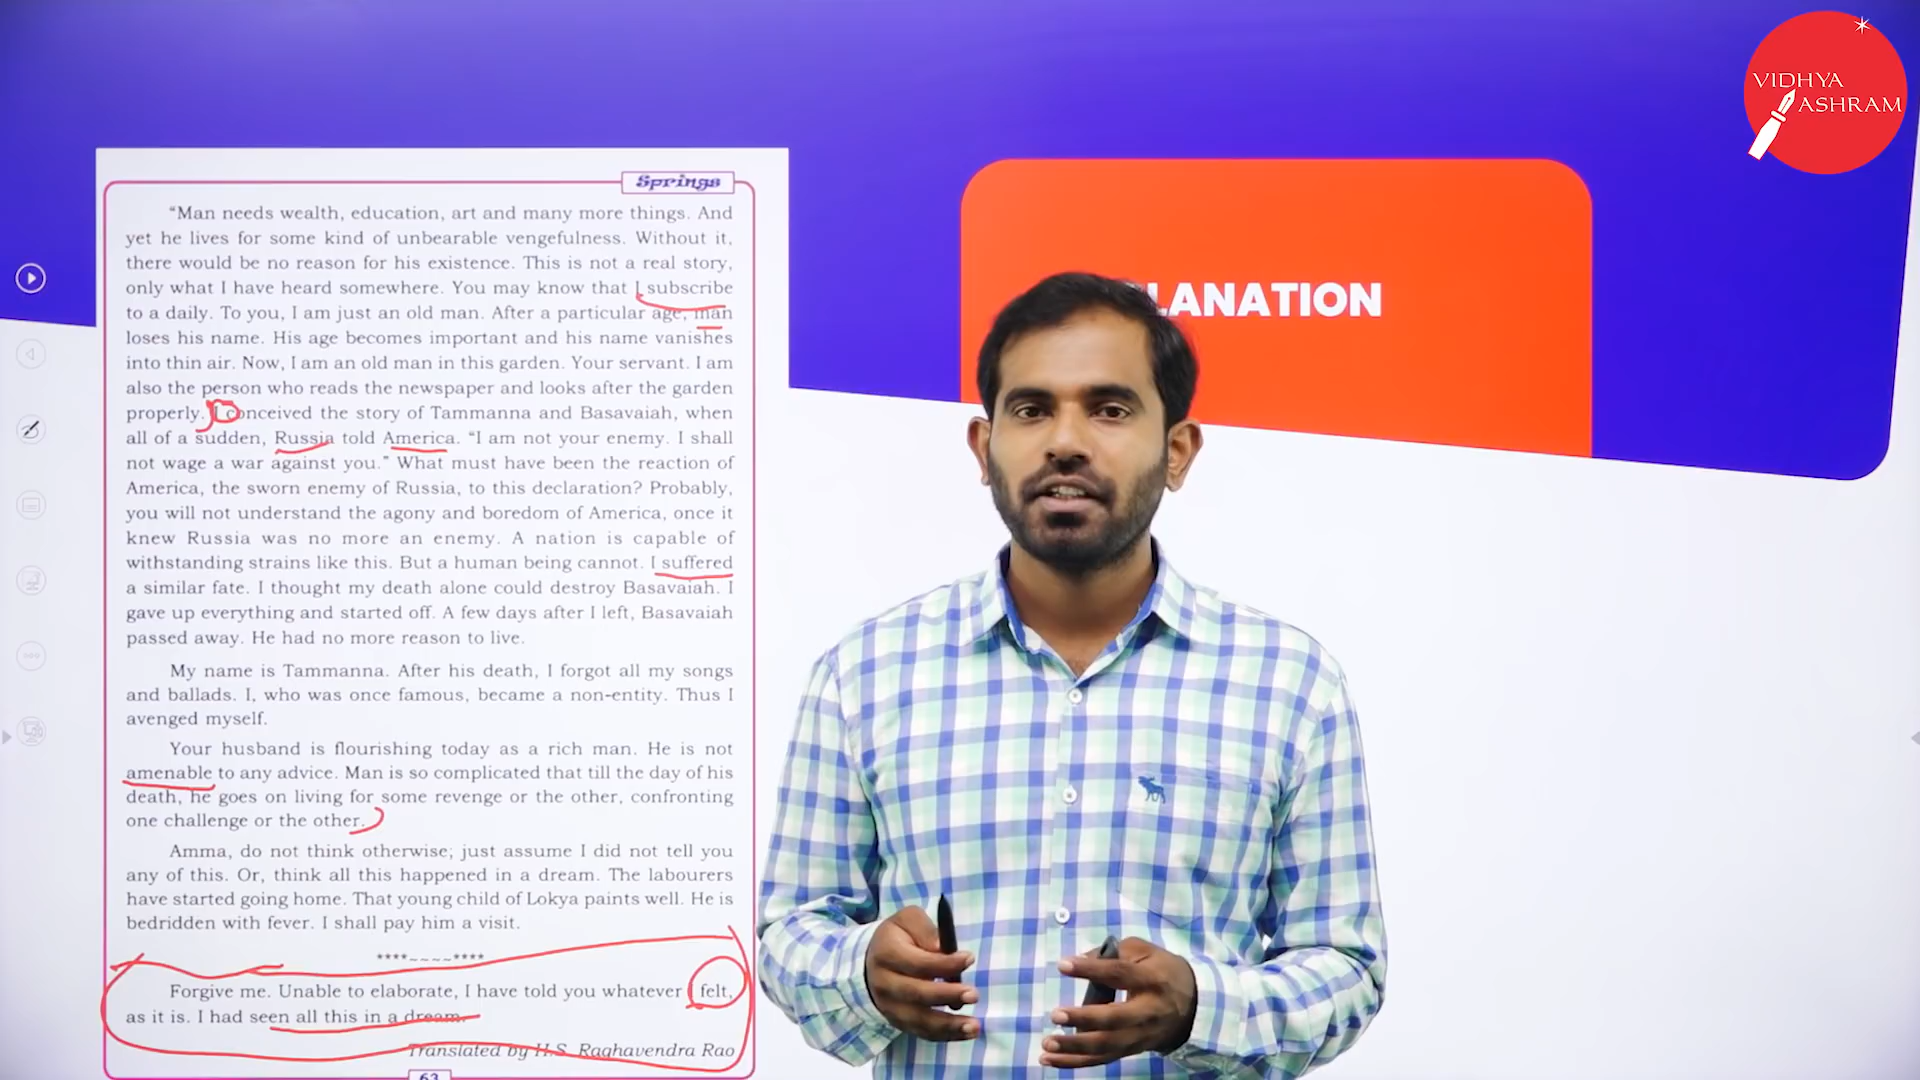 VIDHYA
ASHRAM
Springs
LANATION
"Man needs wealth, education, art and many more things. And
yet he lives for some kind of unbearable vengefulness. Without it,
there would be no reason for his existence. This is not a real story,
only what I have heard somewhere. You may know that I subscribe
to a daily. To you, I am just an old man. After a particular age, man
loses his name. His age becomes important and his name vanishes
into thin air. Now, I am an old man in this garden. Your servant. I am
also the person who reads the newspaper and looks after the garden
properly. I conceived the story of Tammanna and Basavaiah, when
all of a sudden, Russia told America. "I am not your enemy. I shall
not wage a war against you." What must have been the reaction of
America, the sworn enemy of Russia, to this declaration? Probably,
you will not understand the agony and boredom of America, once it
knew Russia was no more an enemy. A nation is capable of
withstanding strains like this. But a human being cannot. I suffered
a similar fate. I thought my death alone could destroy Basavaiah. I
gave up everything and started off. A few days after I left, Basavaiah
passed away. He had no more reason to live.
My name is Tammanna. After his death, I forgot all my songs
and ballads. I, who was once famous, became a non-entity. Thus I
avenged myself.
Your husband is flourishing today as a rich man. He is not
amenable to any advice. Man is so complicated that till the day of his
death, he goes on living for some revenge or the other, confronting
one challenge or the other.
Amma, do not think otherwise; just assume I did not tell you
any of this. Or, think all this happened in a dream. The labourers
have started going home. That young child of Lokya paints well. He is
bedridden with fever. I shall pay him a visit.
****~~~~****
Forgive me. Unable to elaborate, I have told you whatever I felt,
as it is. I had seen all this in a dream.
Translated by H.S. Raghavendra Rao
63